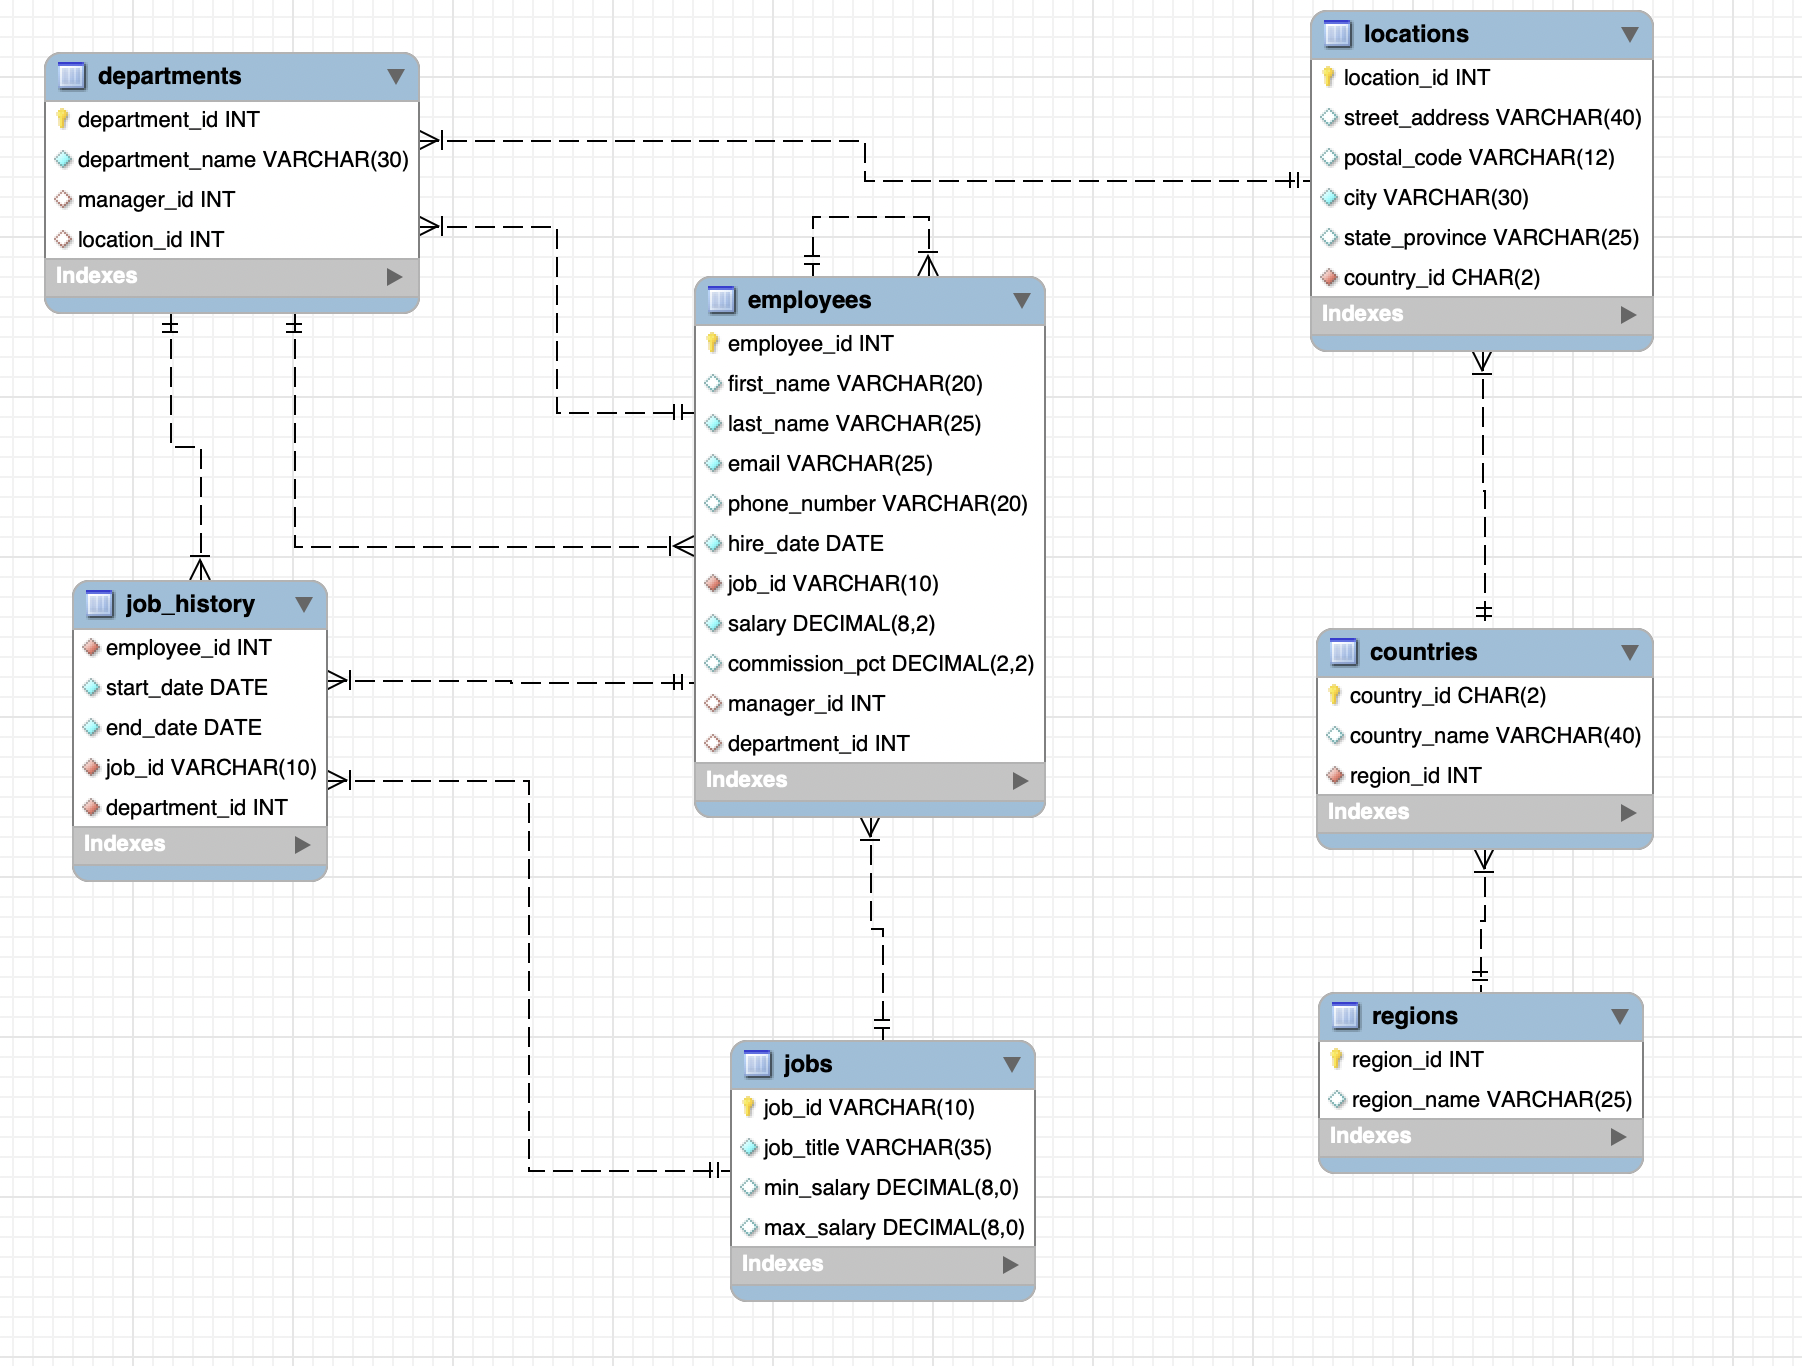 departments
department_id INT
department_name VARCHAR(30)
manager_id INT
location_id INT
Indexes
locations
location_id INT
street_address VARCHAR(40)
postal_code VARCHAR(12)
city VARCHAR(30)
state_province VARCHAR(25)
country_id CHAR(2)
Indexes
employees
employee_id INT
first_name VARCHAR(20)
last_name VARCHAR(25)
email VARCHAR(25)
phone_number VARCHAR(20)
hire_date DATE
job_id VARCHAR(10)
salary DECIMAL(8,2)
commission_pct DECIMAL(2,2)
manager_id INT
department_id INT
Indexes
job_history
employee_id INT
start_date DATE
end_date DATE
job_id VARCHAR(10)
department_id INT
Indexes
countries
country_id CHAR(2)
country_name VARCHAR(40)
region_id INT
Indexes
regions
region_id INT
region_name VARCHAR(25)
Indexes
jobs
job_id VARCHAR(10)
job_title VARCHAR(35)
min_salary DECIMAL(8,0)
max_salary DECIMAL(8,0)
Indexes